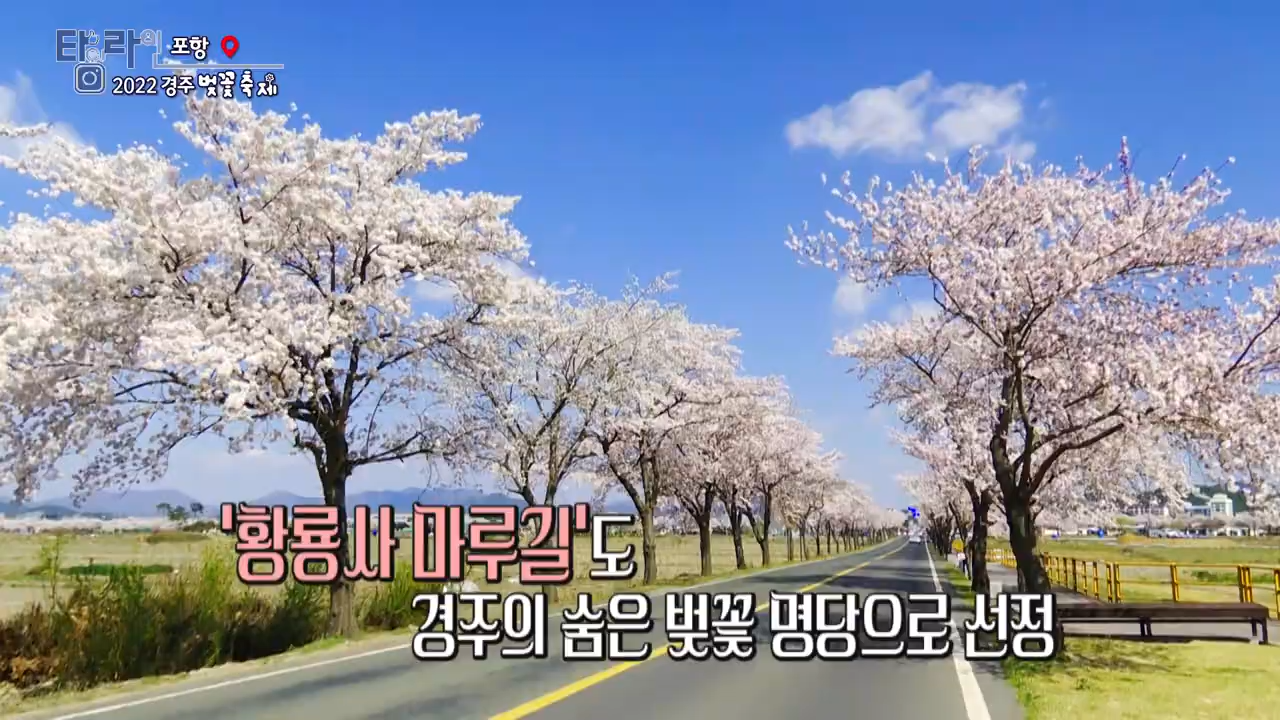 타라인 포항
2022 경주 벚꽃축제
'황룡사 마루길'도
경주의 숨은 벚꽃 명당으로 선정